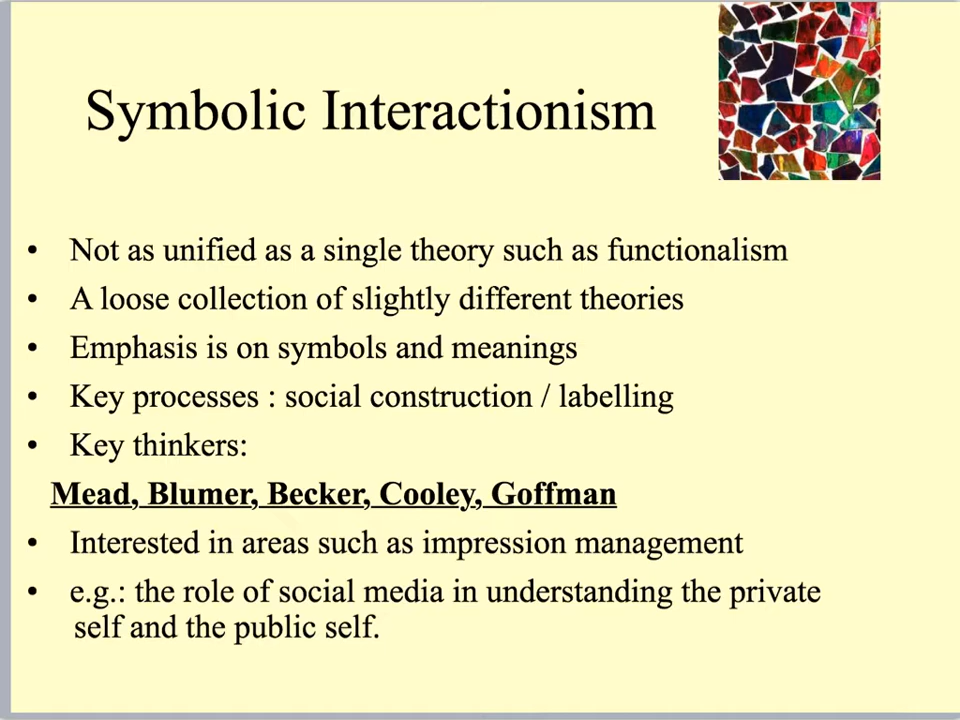 Symbolic Interactionism
• Not as unified as a single theory such as functionalism
• A loose collection of slightly different theories
• Emphasis is on symbols and meanings
• Key processes : social construction / labelling
• Key thinkers:
Mead, Blumer, Becker, Cooley, Goffman
• Interested in areas such as impression management
• e.g.: the role of social media in understanding the private
self and the public self.